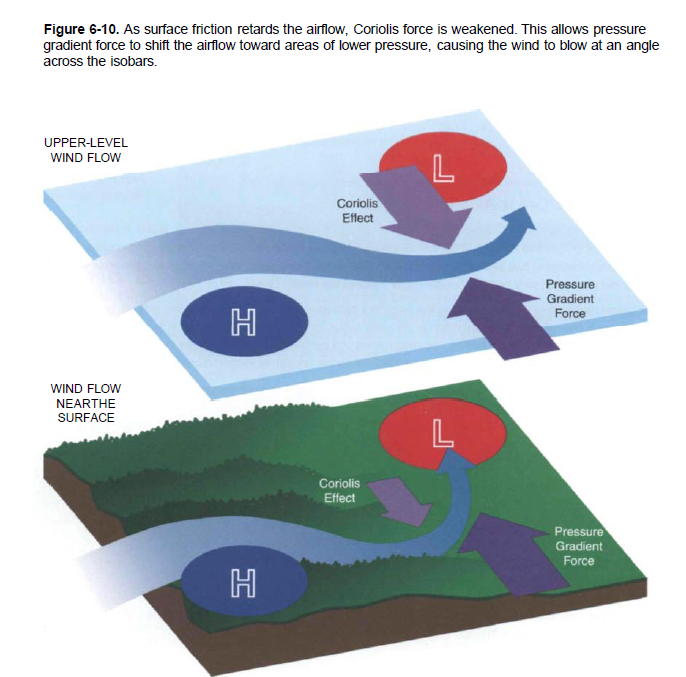 Figure 6-10. As surface friction retards the airflow, Coriolis force is weakened. This allows pressure
gradient force to shift the airflow toward areas of lower pressure, causing the wind to blow at an angle
across the isobars.
UPPER-LEVEL
WIND FLOW
L
Coriolis
Effect
Pressure
Gradient
Force
H
WIND FLOW
NEARTHE
SURFACE
L
Coriolis
Effect
Pressure
Gradient
Force
H